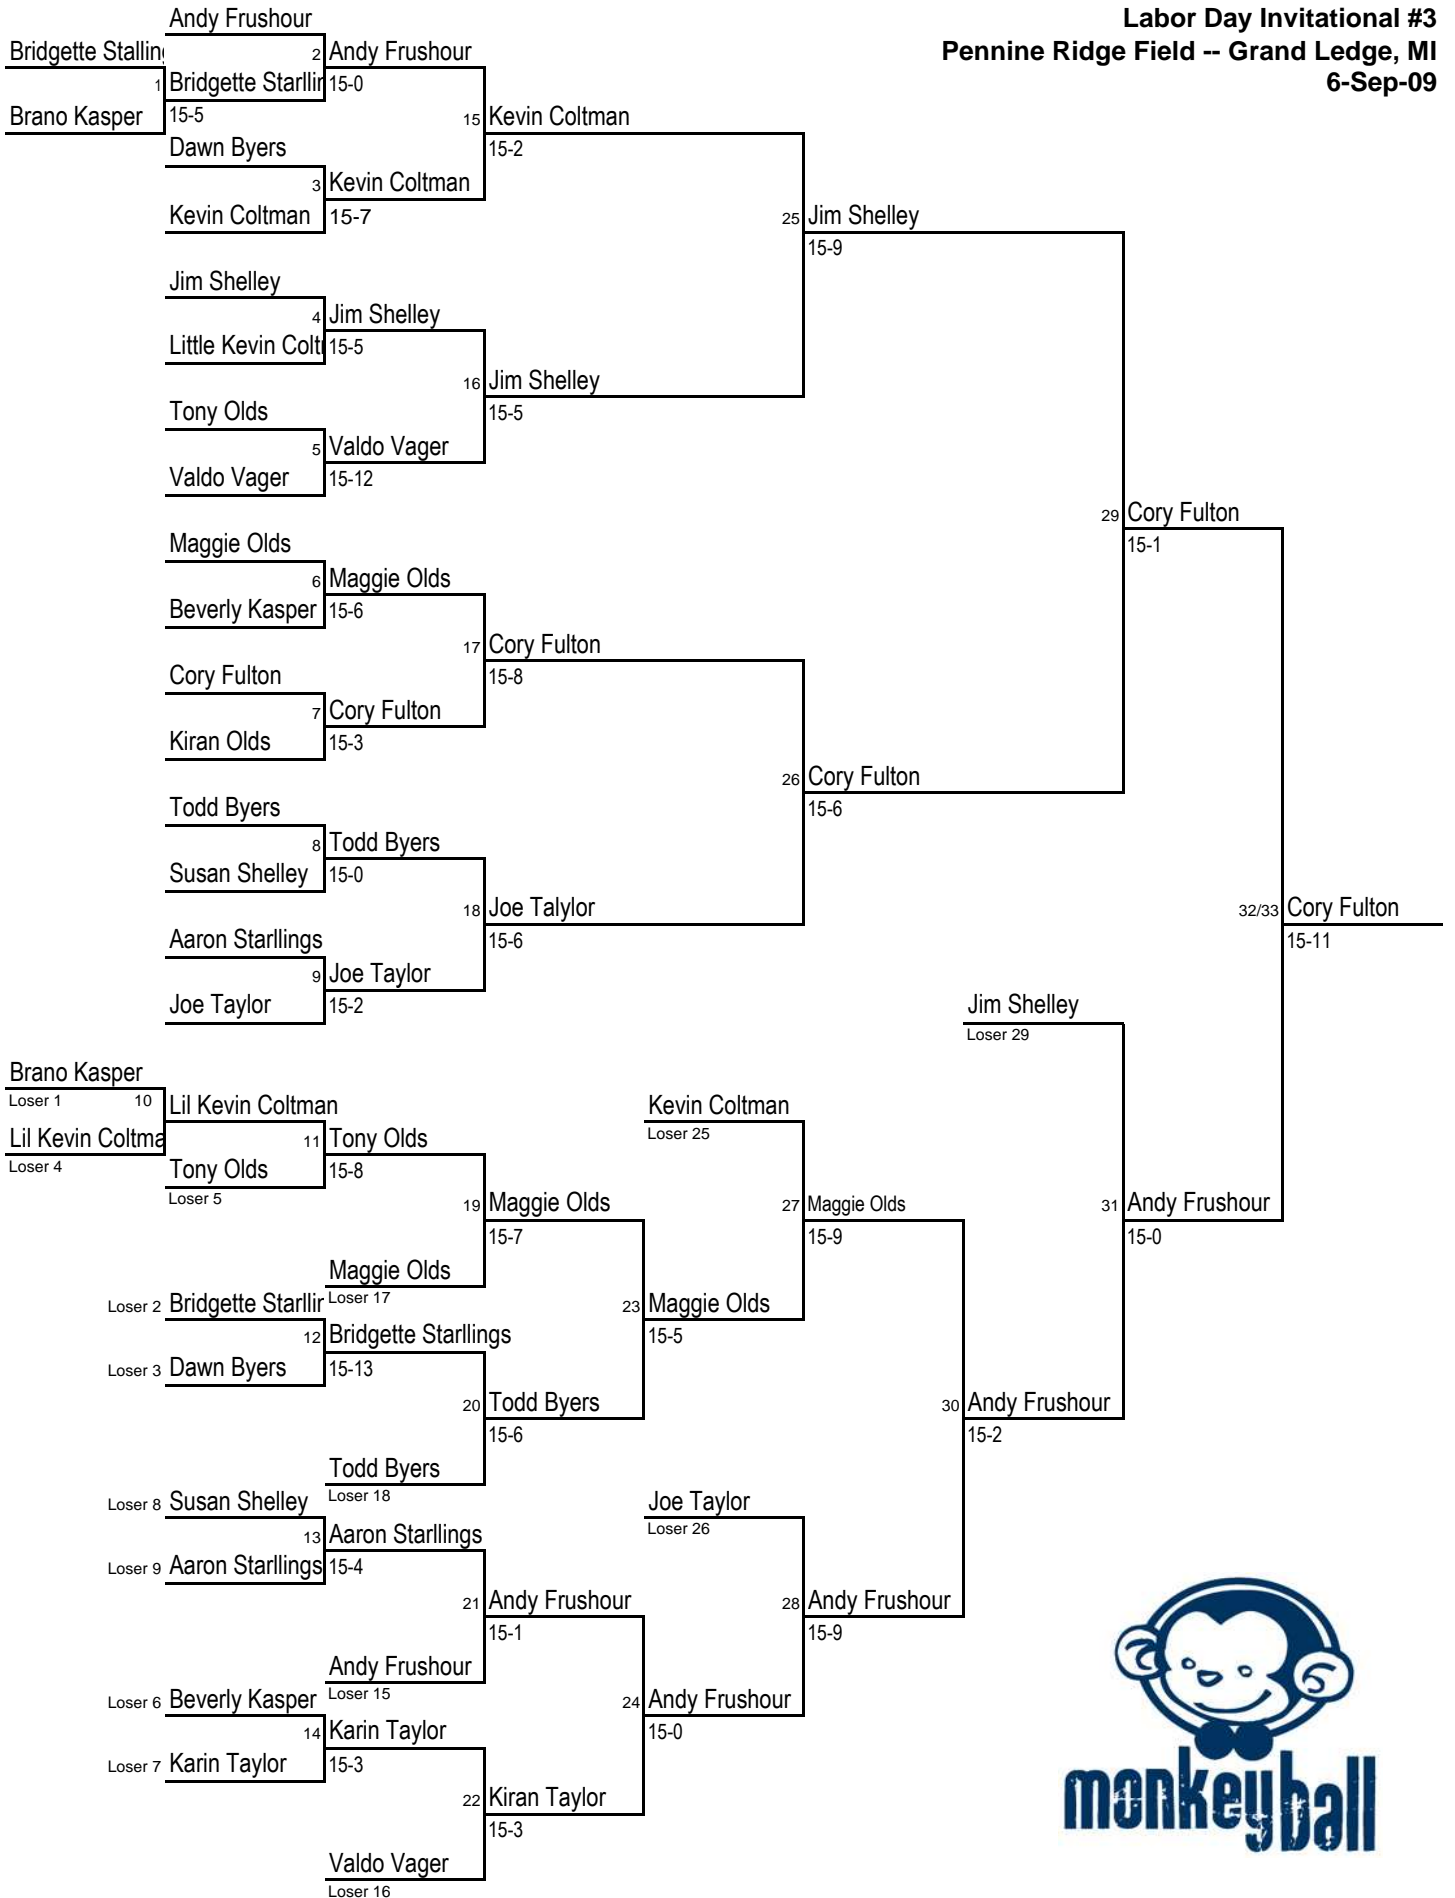 Labor Day Invitational #3
Pennine Ridge Field -- Grand Ledge, MI
6-Sep-09
Andy Frushour
Bridgette Stalling
2 Andy Frushour
1 Bridgette Starllin 15-0
Brano Kasper 15-5
15 Kevin Coltman
15-2
Dawn Byers
3 Kevin Coltman
Kevin Coltman 15-7
25 Jim Shelley
15-9
Jim Shelley
4 Jim Shelley
Little Kevin Colt 15-5
16 Jim Shelley
15-5
Tony Olds
5 Valdo Vager
Valdo Vager 15-12
29 Cory Fulton
15-1
Maggie Olds
6 Maggie Olds
Beverly Kasper 15-6
17 Cory Fulton
15-8
Cory Fulton
7 Cory Fulton
Kiran Olds 15-3
26 Cory Fulton
15-6
Todd Byers
8 Todd Byers
Susan Shelley 15-0
18 Joe Talylor
15-6
32/33 Cory Fulton
15-11
Aaron Starllings
9 Joe Taylor
Joe Taylor 15-2
Jim Shelley
Loser 29
Brano Kasper
Loser 1 10
Lil Kevin Coltman
Lil Kevin Coltma
Loser 4
11 Tony Olds
Tony Olds 15-8
Loser 5
Kevin Coltman
Loser 25
19 Maggie Olds
15-7
27 Maggie Olds
15-9
31 Andy Frushour
15-0
Maggie Olds
Loser 17
Loser 2 Bridgette Starllin
12 Bridgette Starllings
Loser 3 Dawn Byers 15-13
23 Maggie Olds
15-5
20 Todd Byers
15-6
30 Andy Frushour
15-2
Todd Byers
Loser 18
Loser 8 Susan Shelley
13 Aaron Starllings
Loser 9 Aaron Starllings 15-4
Joe Taylor
Loser 26
21 Andy Frushour
15-1
28 Andy Frushour
15-9
Andy Frushour
Loser 15
Loser 6 Beverly Kasper
14 Karin Taylor
Loser 7 Karin Taylor 15-3
24 Andy Frushour
15-0
22 Kiran Taylor
15-3
Valdo Vager
Loser 16
monkeyball